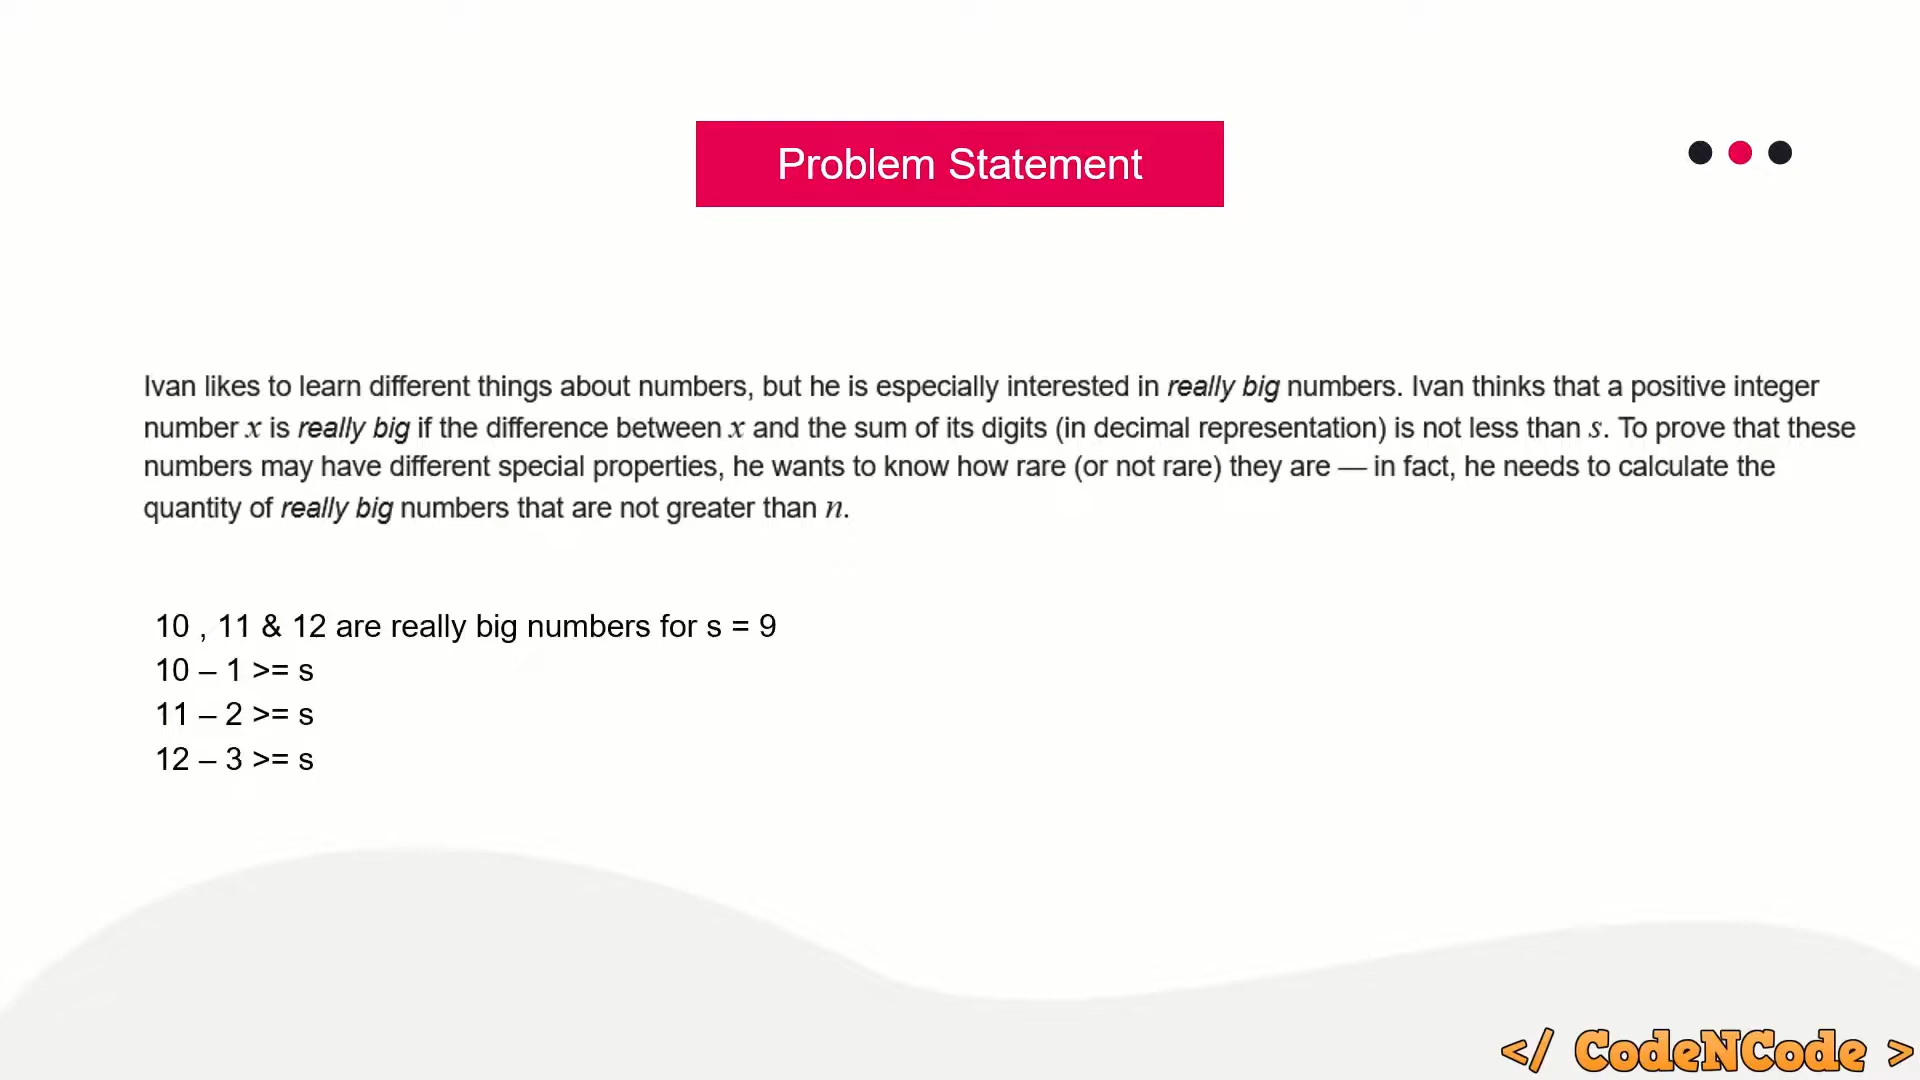 Problem Statement
Ivan likes to learn different things about numbers, but he is especially interested in really big numbers. Ivan thinks that a positive integer
number x is really big if the difference between x and the sum of its digits (in decimal representation) is not less than s. To prove that these
numbers may have different special properties, he wants to know how rare (or not rare) they are — in fact, he needs to calculate the
quantity of really big numbers that are not greater than n.
10 , 11 & 12 are really big numbers for s = 9
10 – 1 >= s
11 – 2 >= s
12 – 3 >= s
</ CodeNCode >